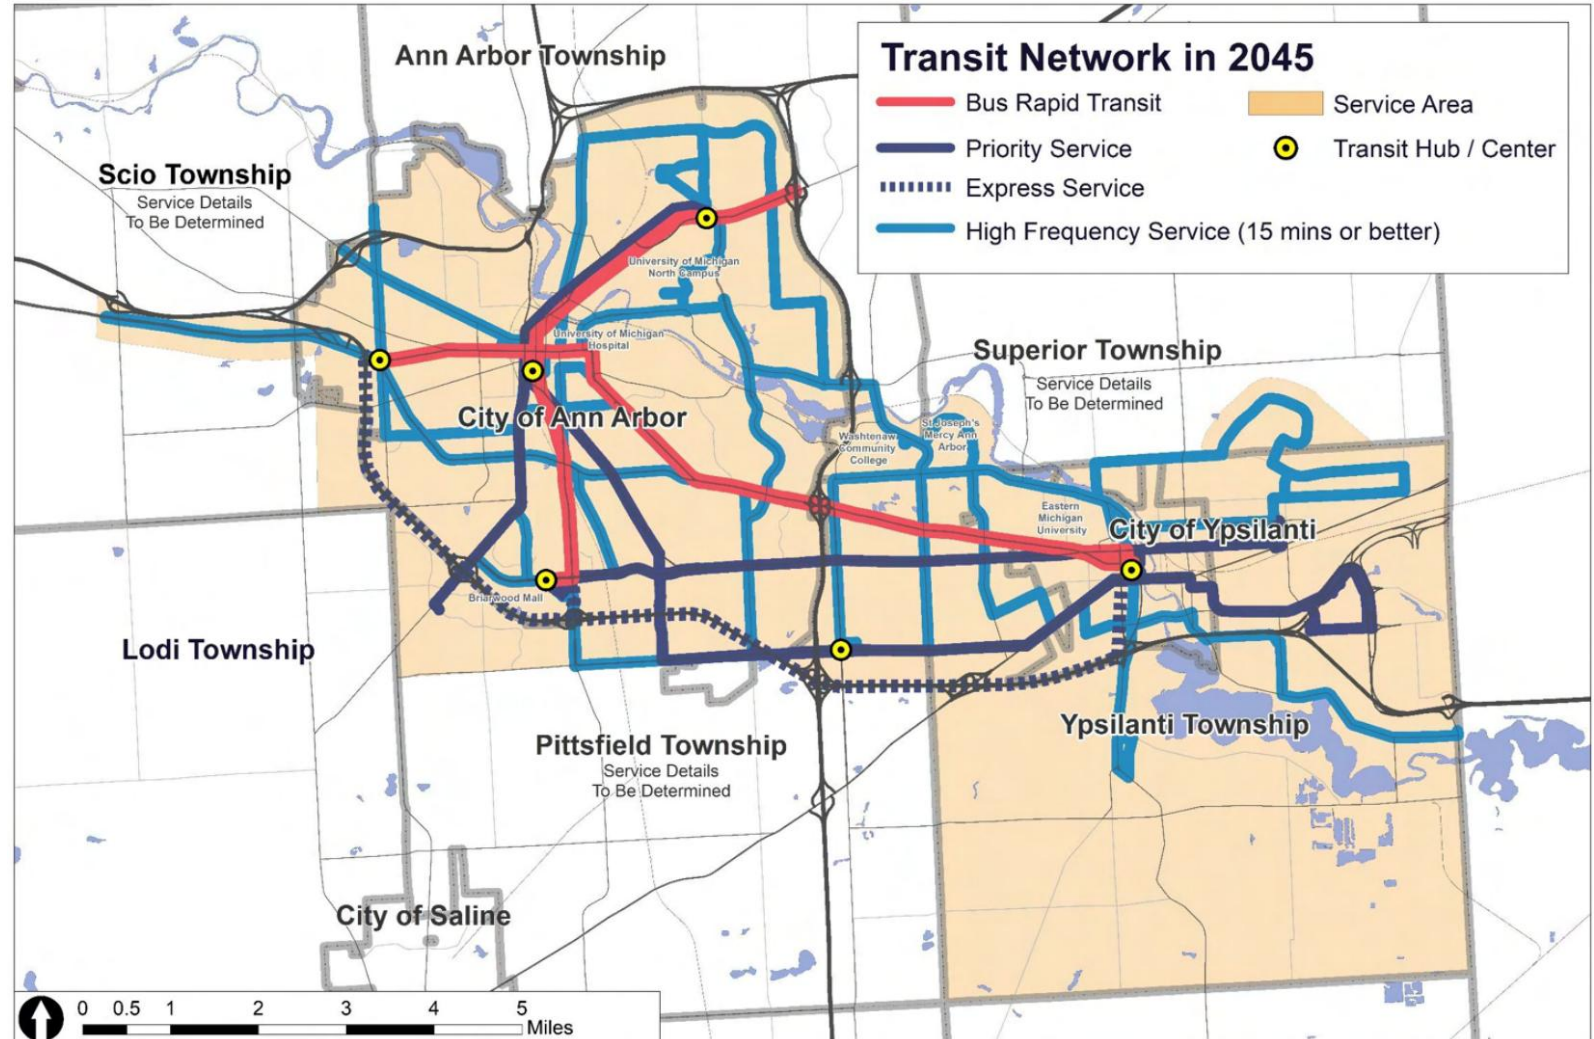 Ann Arbor Township
Transit Network in 2045
Bus Rapid Transit
Service Area
Priority Service
Transit Hub / Center
Express Service
High Frequency Service (15 mins or better)
Scio Township
Service Details
To Be Determined
University of Michigan
North Campus
University of Michigan
Hospital
Superior Township
Service Details
To Be Determined
City of Ann Arbor
Washtenaw
Community
College
St Joseph's
Mercy Ann
Arbor
Eastern
Michigan
University
City of Ypsilanti
Briarwood Mall
Lodi Township
Pittsfield Township
Service Details
To Be Determined
Ypsilanti Township
City of Saline
0 0.5 1 2 3 4 5
Miles